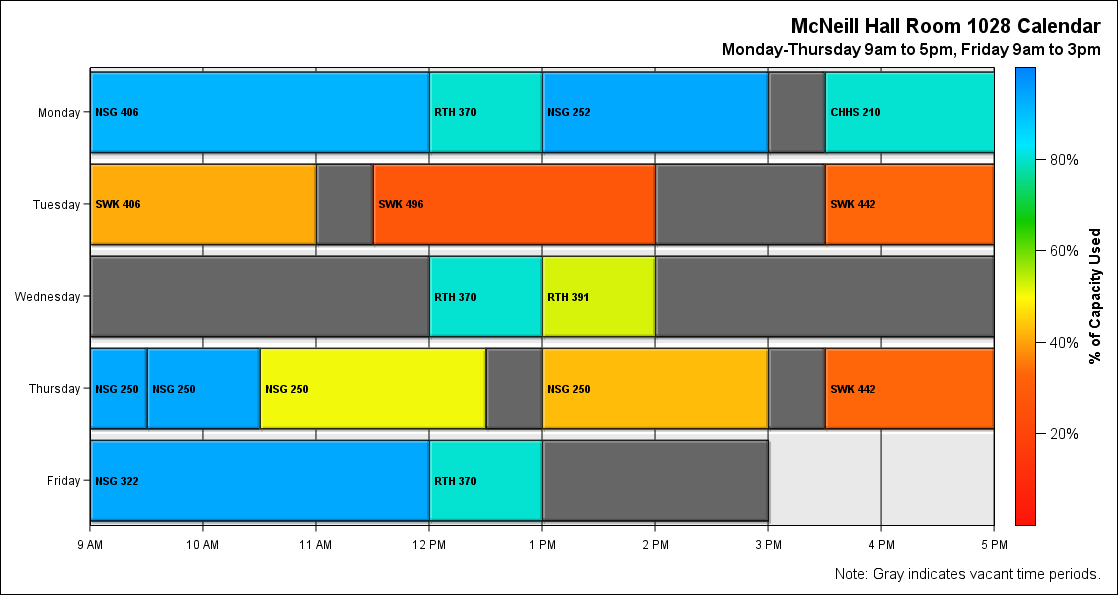 McNeill Hall Room 1028 Calendar
Monday-Thursday 9am to 5pm, Friday 9am to 3pm
Monday
NSG 406
RTH 370
NSG 252
CHHS 210
Tuesday
SWK 406
SWK 496
SWK 442
Wednesday
RTH 370
RTH 391
Thursday
NSG 250
NSG 250
NSG 250
NSG 250
SWK 442
Friday
NSG 322
RTH 370
9 AM
10 AM
11 AM
12 PM
1 PM
2 PM
3 PM
4 PM
5 PM
80%
60%
40%
20%
% of Capacity Used
Note: Gray indicates vacant time periods.